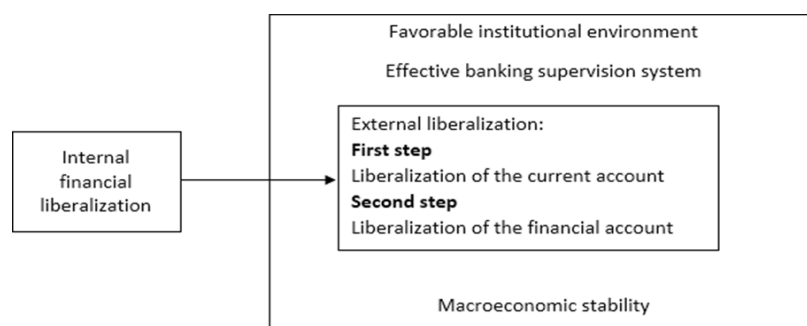 Favorable institutional environment
Effective banking supervision system
Internal
financial
liberalization
External liberalization:
First step
Liberalization of the current account
Second step
Liberalization of the financial account
Macroeconomic stability